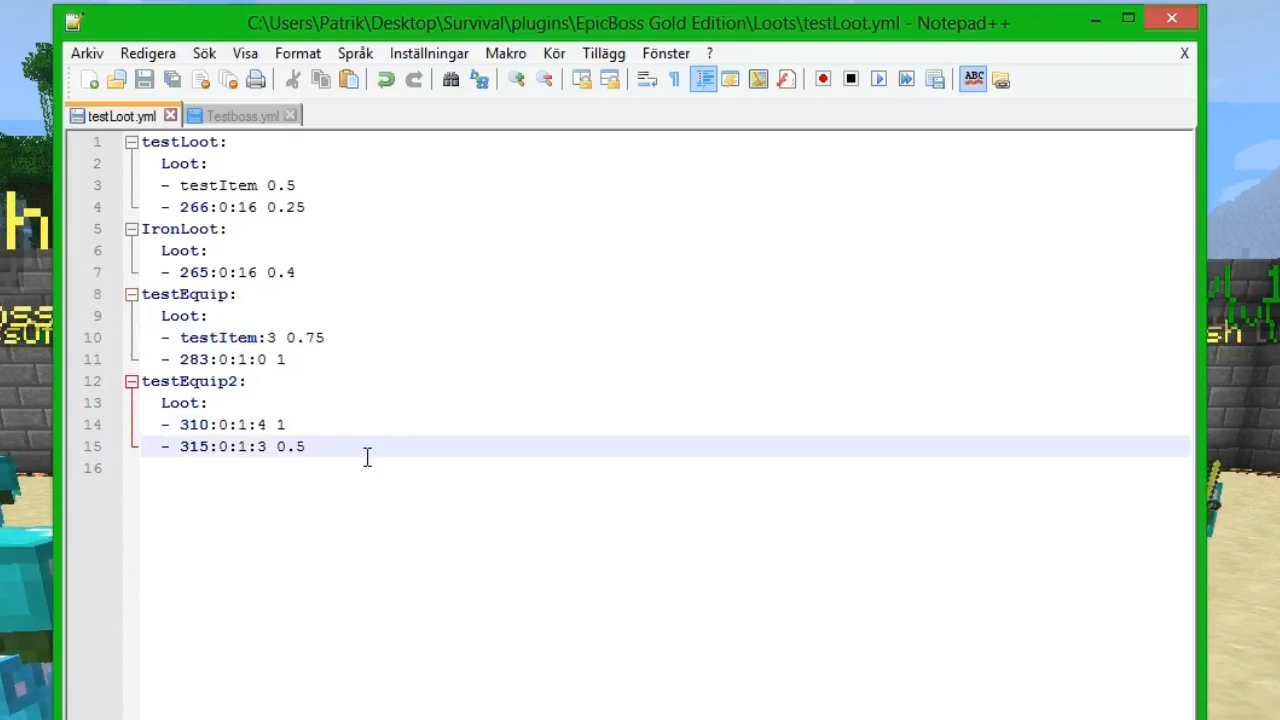 C:\Users\Patrik\Desktop\Survival\plugins\EpicBoss Gold Edition\Loots\testLoot.yml - Notepad++
Arkiv Redigera Sök Visa Format Språk Inställningar Makro Kör Tillägg Fönster ? X
ABC
testLoot.yml Testboss.yml
1 testLoot:
2 Loot:
3 - testItem 0.5
4 - 266:0:16 0.25
5 IronLoot:
6 Loot:
7 - 265:0:16 0.4
8 testEquip:
9 Loot:
10 - testItem:3 0.75
11 - 283:0:1:0 1
12 testEquip2:
13 Loot:
14 - 310:0:1:4 1
15 - 315:0:1:3 0.5
16